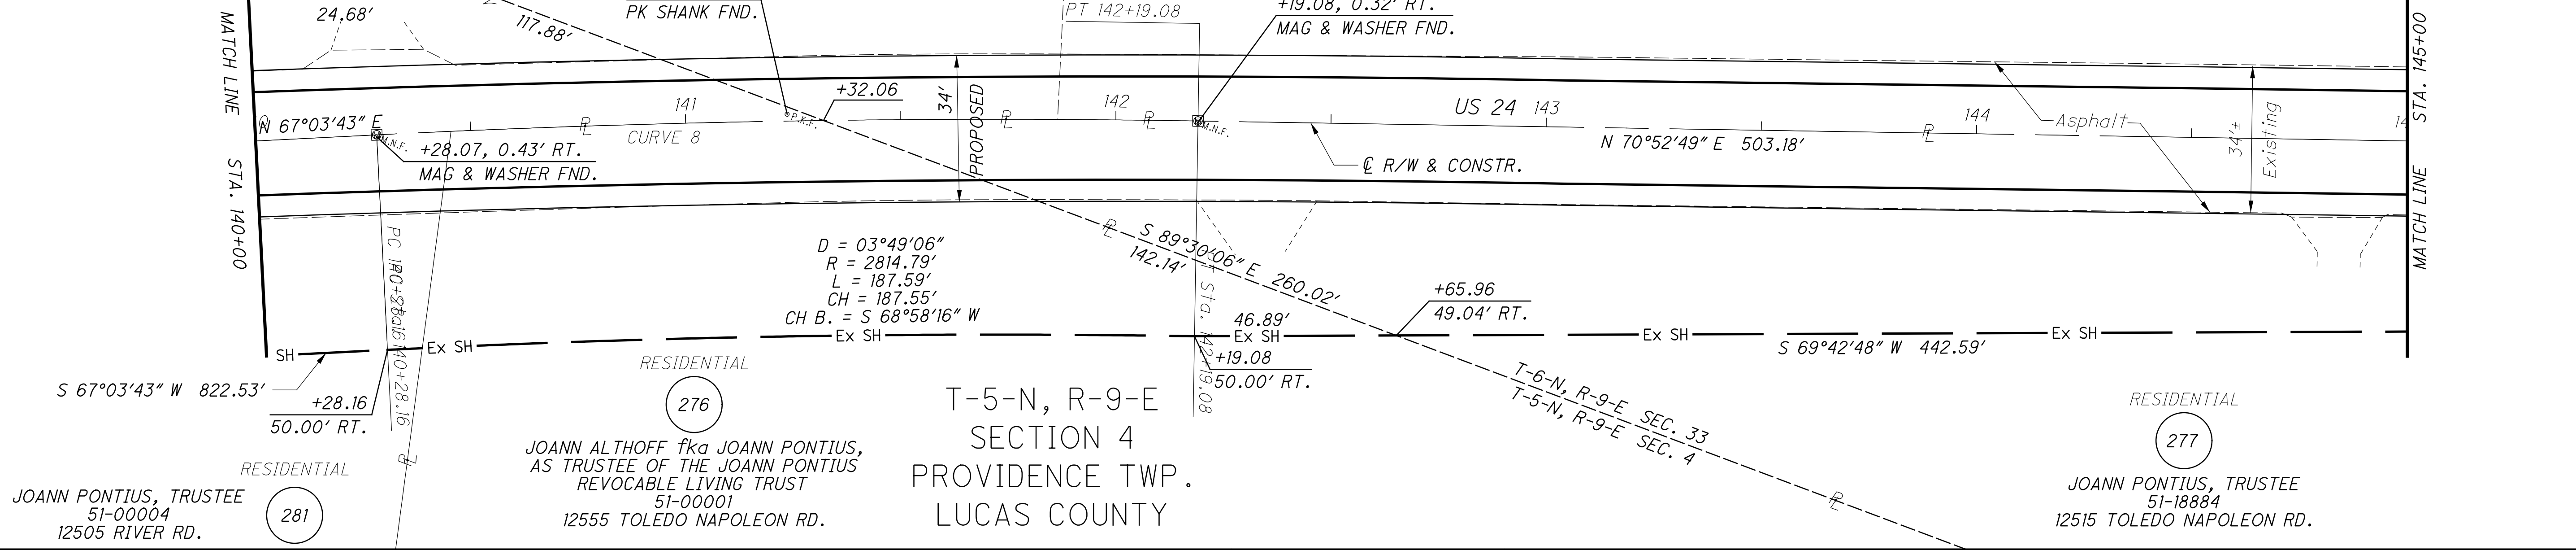 24.68'
117.88'
PK SHANK FND.
PT 142+19.08
+19.08, 0.32' RT.
MAG & WASHER FND.
MATCH LINE STA. 140+00
MATCH LINE STA. 145+00
N 67°03'43" E
M.N.F.
+28.07, 0.43' RT.
MAG & WASHER FND.
141
CURVE 8
P.K.F.
+32.06
34'
PROPOSED
142
M.N.F.
US 24
143
144
N 70°52'49" E 503.18'
℄ R/W & CONSTR.
Asphalt
34'±
Existing
D = 03°49'06"
R = 2814.79'
L = 187.59'
CH = 187.55'
CH B. = S 68°58'16" W
S 89°30'06" E 260.02'
142.14'
Sta. 142+19.08
46.89'
+19.08
50.00' RT.
+65.96
49.04' RT.
SH
Ex SH
Ex SH
Ex SH
Ex SH
Ex SH
S 69°42'48" W 442.59'
S 67°03'43" W 822.53'
+28.16
50.00' RT.
T-6-N, R-9-E SEC. 33
T-5-N, R-9-E SEC. 4
RESIDENTIAL
281
JOANN PONTIUS, TRUSTEE
51-00004
12505 RIVER RD.
RESIDENTIAL
276
JOANN ALTHOFF fka JOANN PONTIUS,
AS TRUSTEE OF THE JOANN PONTIUS
REVOCABLE LIVING TRUST
51-00001
12555 TOLEDO NAPOLEON RD.
T-5-N, R-9-E
SECTION 4
PROVIDENCE TWP.
LUCAS COUNTY
RESIDENTIAL
277
JOANN PONTIUS, TRUSTEE
51-18884
12515 TOLEDO NAPOLEON RD.